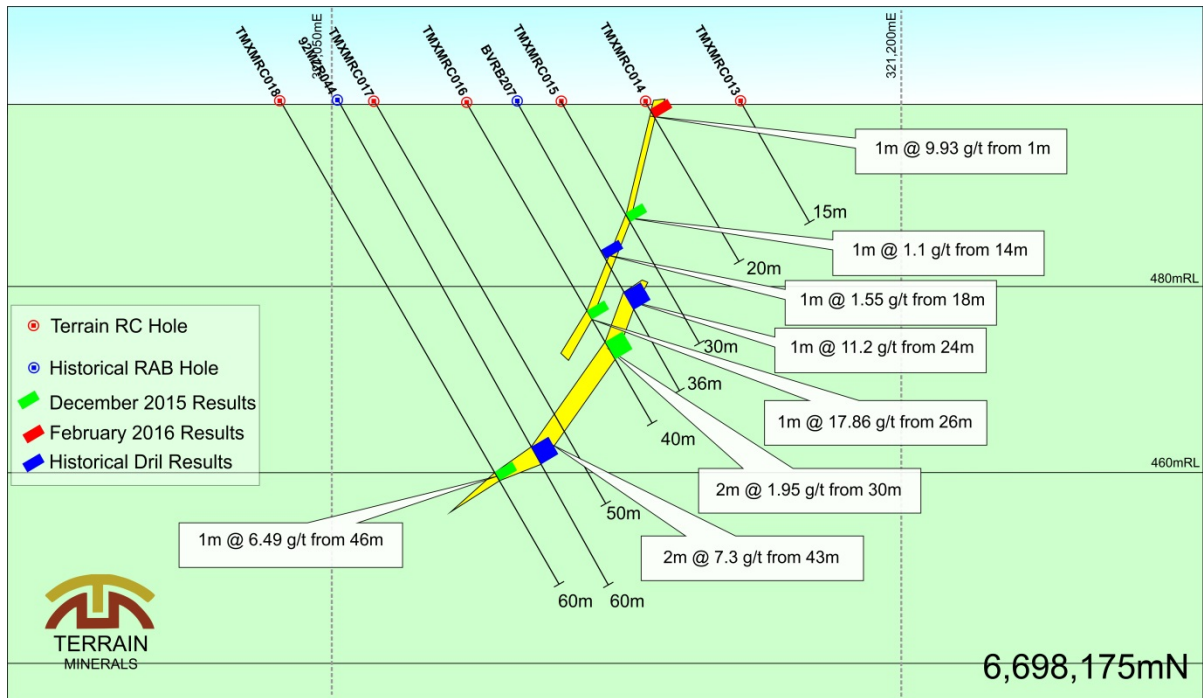 TMXMRC018
92MZR044
TMXMRC017
TMXMRC016
BVRB207
TMXMRC015
TMXMRC014
TMXMRC013
321,200mE
1m @ 9.93 g/t from 1m
15m
1m @ 1.1 g/t from 14m
20m
480mRL
1m @ 1.55 g/t from 18m
1m @ 11.2 g/t from 24m
30m
36m
1m @ 17.86 g/t from 26m
40m
2m @ 1.95 g/t from 30m
460mRL
50m
1m @ 6.49 g/t from 46m
2m @ 7.3 g/t from 43m
60m
60m
Terrain RC Hole
Historical RAB Hole
December 2015 Results
February 2016 Results
Historical Dril Results
TERRAIN
MINERALS
6,698,175mN